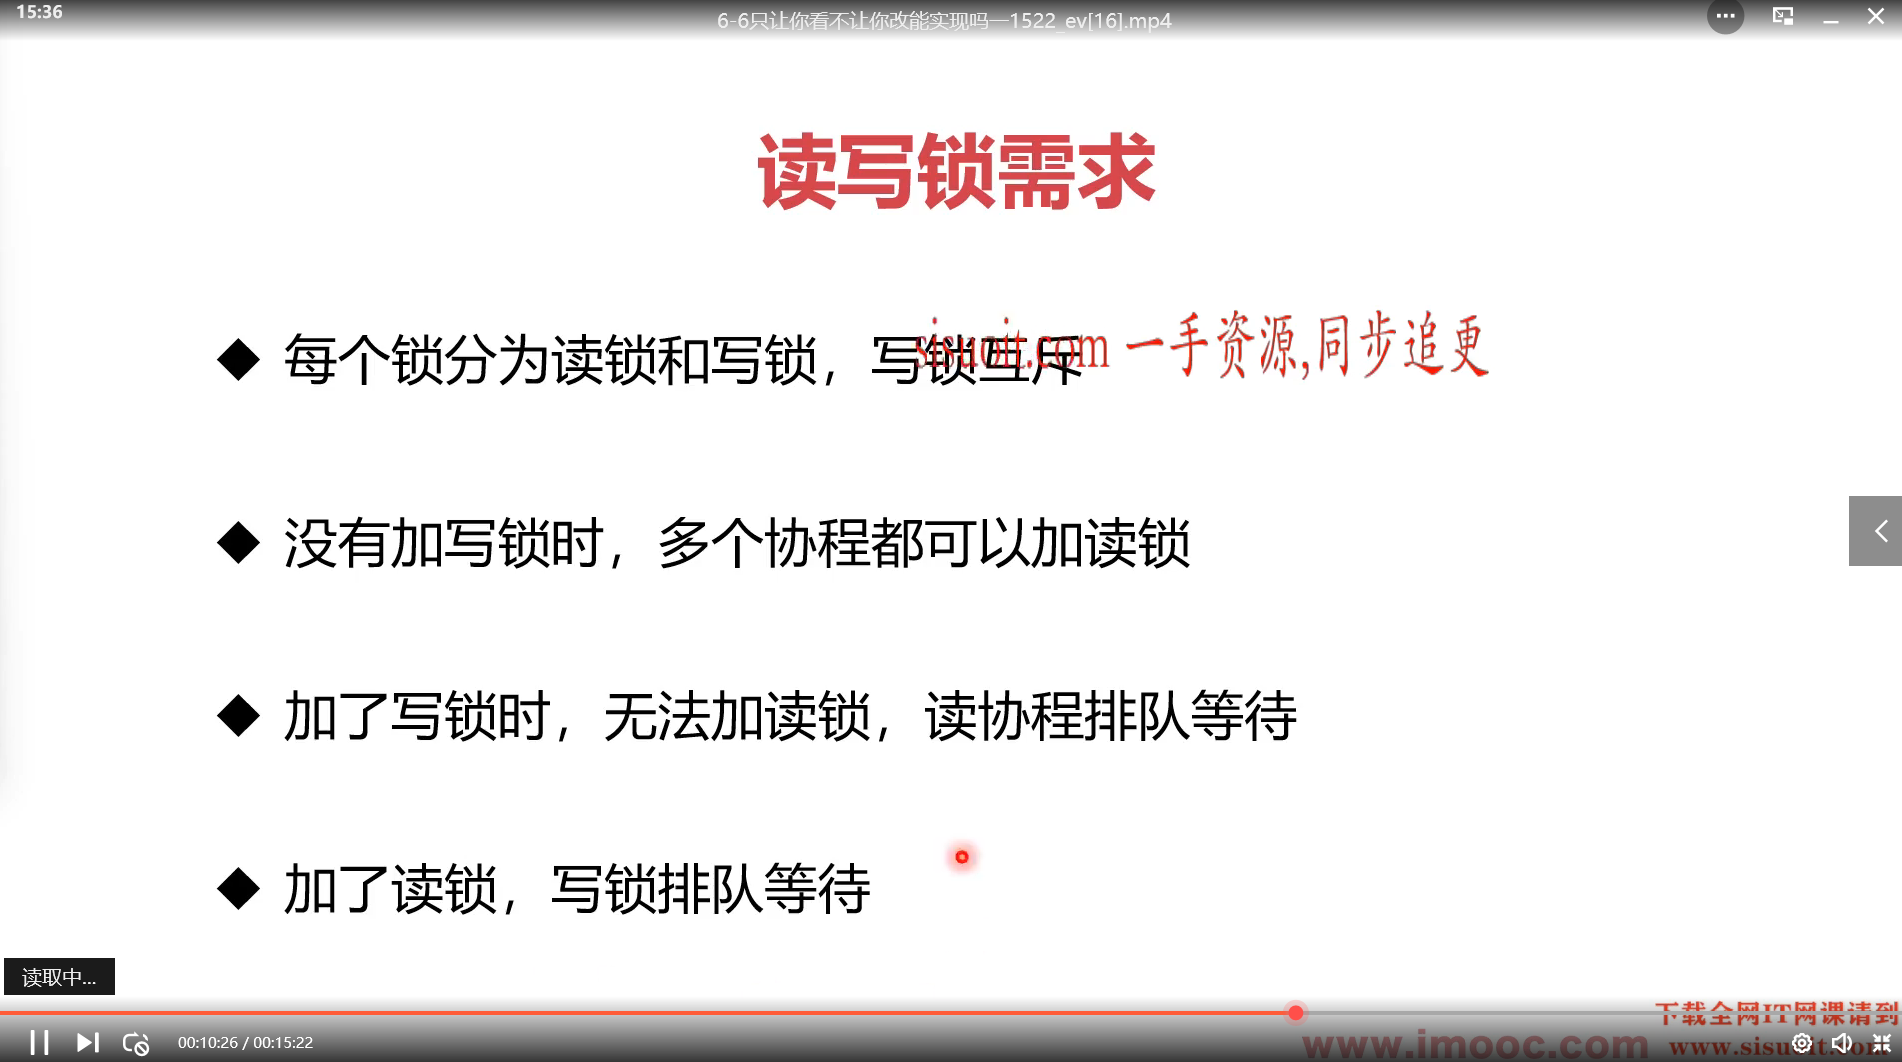 15:36
6-6只让你看不让你改能实现吗—1522_ev[16].mp4
读写锁需求
◆ 每个锁分为读锁和写锁，写锁互斥
sisuoit.com 一手资源,同步追更
◆ 没有加写锁时，多个协程都可以加读锁
◆ 加了写锁时，无法加读锁，读协程排队等待
◆ 加了读锁，写锁排队等待
读取中...
下载全网IT网课请到
00:10:26 / 00:15:22
www.imooc.com
www.sisuoit.com